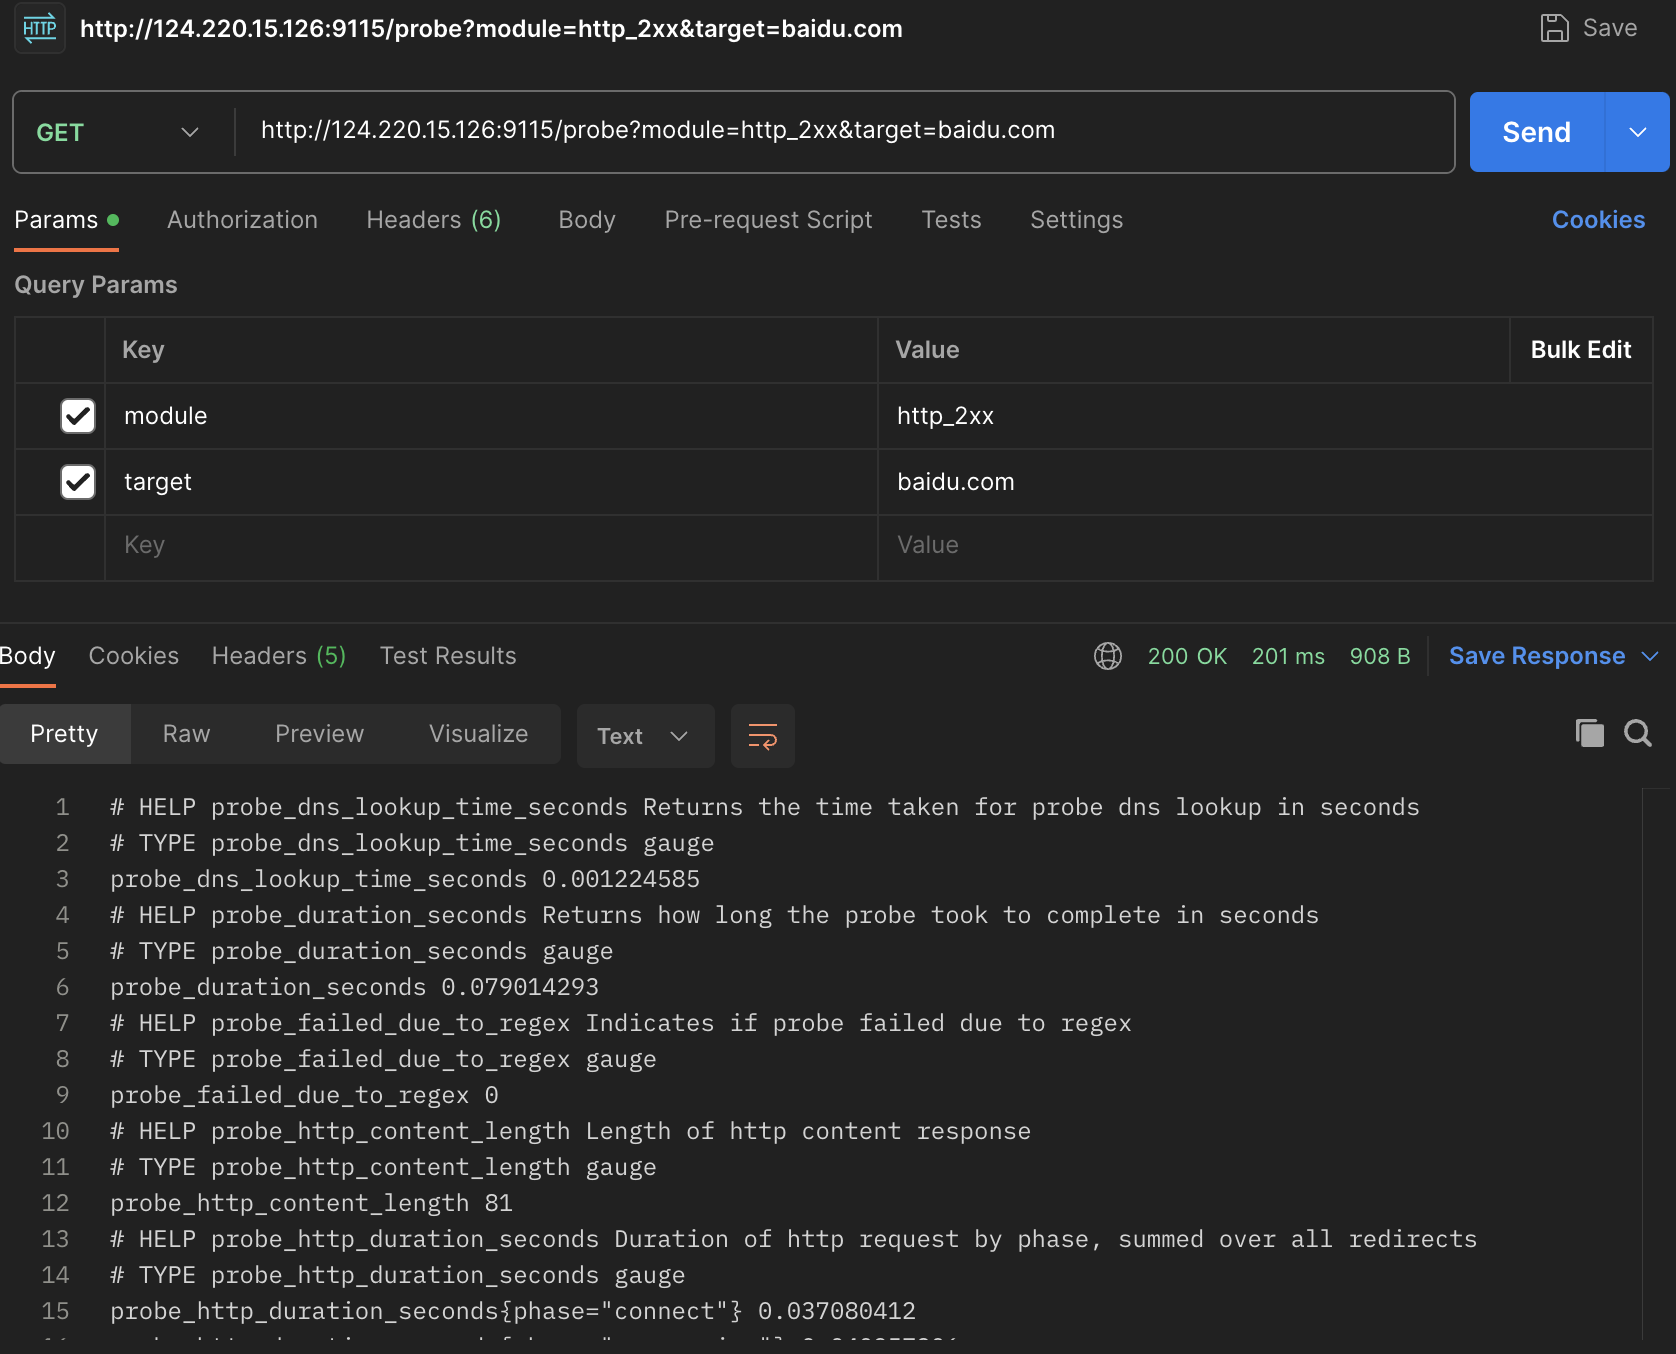 HTTP http://124.220.15.126:9115/probe?module=http_2xx&target=baidu.com Save
GET http://124.220.15.126:9115/probe?module=http_2xx&target=baidu.com Send
Params Authorization Headers (6) Body Pre-request Script Tests Settings Cookies
Query Params
Key Value Bulk Edit
module http_2xx
target baidu.com
Key Value
Body Cookies Headers (5) Test Results 200 OK 201 ms 908 B Save Response
Pretty Raw Preview Visualize Text
1 # HELP probe_dns_lookup_time_seconds Returns the time taken for probe dns lookup in seconds
2 # TYPE probe_dns_lookup_time_seconds gauge
3 probe_dns_lookup_time_seconds 0.001224585
4 # HELP probe_duration_seconds Returns how long the probe took to complete in seconds
5 # TYPE probe_duration_seconds gauge
6 probe_duration_seconds 0.079014293
7 # HELP probe_failed_due_to_regex Indicates if probe failed due to regex
8 # TYPE probe_failed_due_to_regex gauge
9 probe_failed_due_to_regex 0
10 # HELP probe_http_content_length Length of http content response
11 # TYPE probe_http_content_length gauge
12 probe_http_content_length 81
13 # HELP probe_http_duration_seconds Duration of http request by phase, summed over all redirects
14 # TYPE probe_http_duration_seconds gauge
15 probe_http_duration_seconds{phase="connect"} 0.037080412